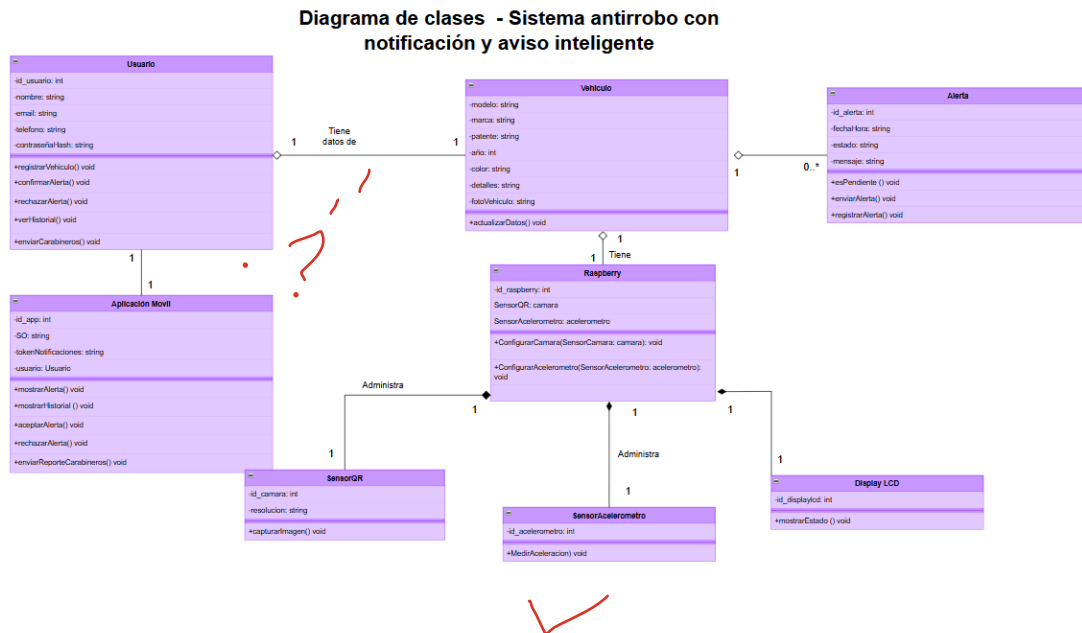 Diagrama de clases - Sistema antirrobo con
notificación y aviso inteligente
Usuario
-id_usuario: int
-nombre: string
-email: string
-telefono: string
-contraseñaHash: string
+registrarVehiculo() void
+confirmarAlerta() void
+rechazarAlerta() void
+verHistorial() void
+enviarCarabineros() void
1
Tiene
datos de
1
Vehiculo
-modelo: string
-marca: string
-patente: string
-año: int
-color: string
-detalles: string
-fotoVehiculo: string
+actualizarDatos() void
1
0..*
Alerta
-id_alerta: int
-fechaHora: string
-estado: string
-mensaje: string
+esPendiente () void
+enviarAlerta() void
+registrarAlerta() void
1
1
Aplicación Movil
-id_app: int
-SO: string
-tokenNotificaciones: string
-usuario: Usuario
+mostrarAlerta() void
+mostrarHistorial () void
+aceptarAlerta() void
+rechazarAlerta() void
+enviarReporteCarabineros() void
?
1
1
Tiene
Raspberry
-id_raspberry: int
SensorQR: camara
SensorAcelerometro: acelerometro
+ConfigurarCamara(SensorCamara: camara): void
+ConfigurarAcelerometro(SensorAcelerometro: acelerometro):
void
Administra
1
1
SensorQR
-id_camara: int
-resolucion: string
+capturarImagen() void
1
Administra
1
SensorAcelerometro
-id_acelerometro: int
+MedirAceleracion) void
1
1
Display LCD
-id_displaylcd: int
+mostrarEstado () void